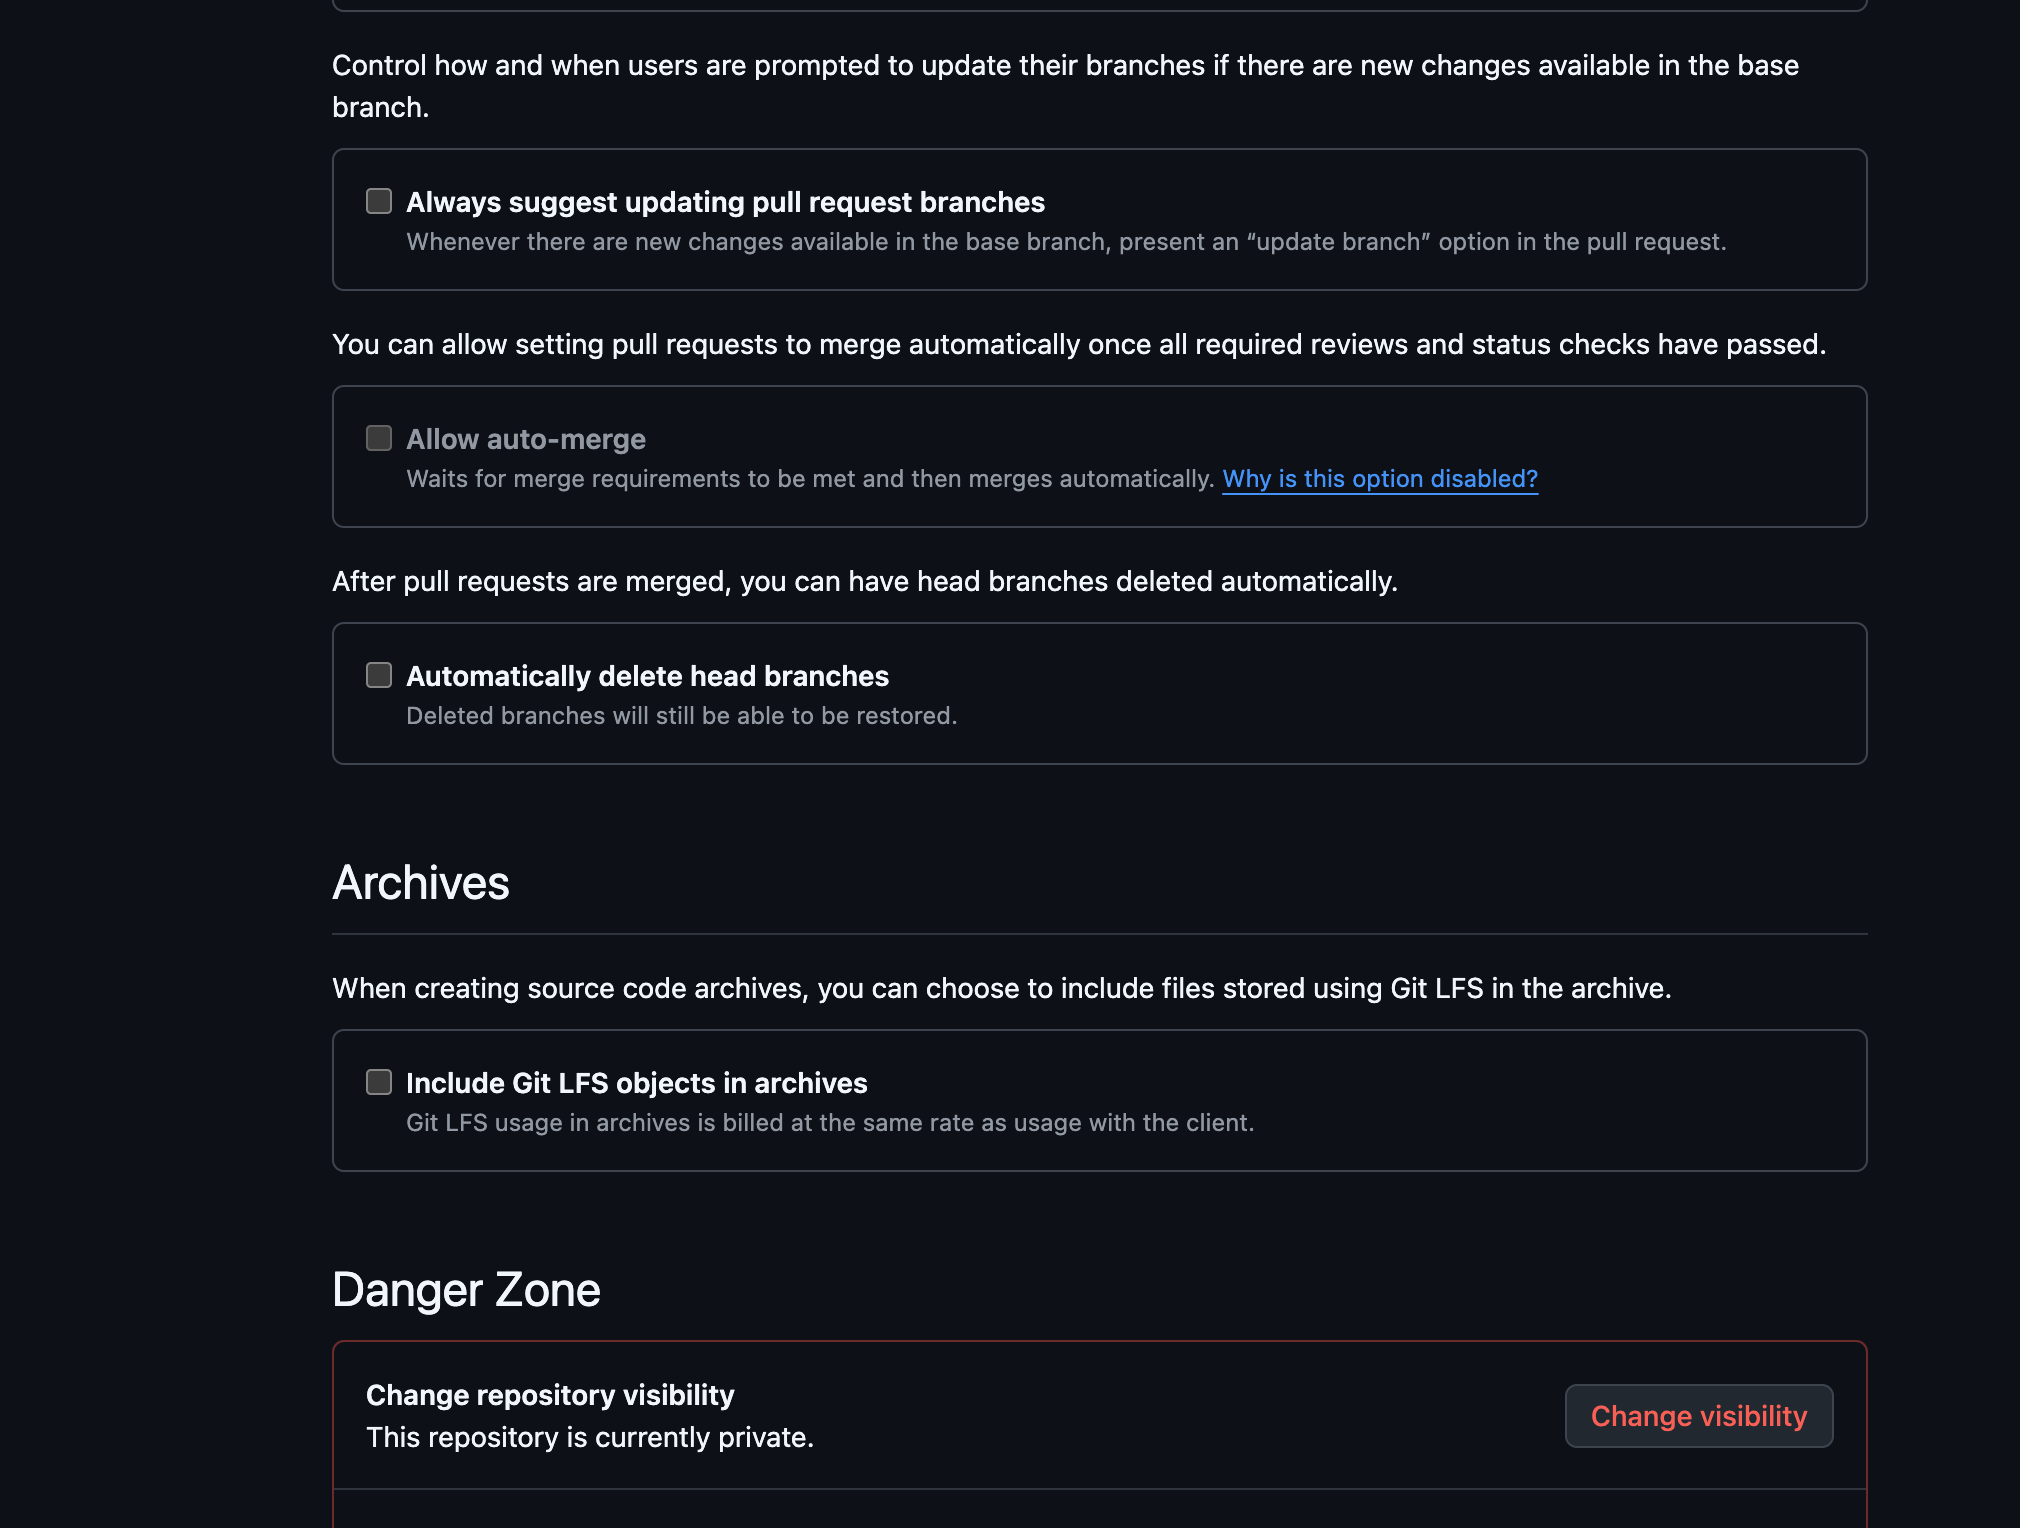 Control how and when users are prompted to update their branches if there are new changes available in the base
branch.
Always suggest updating pull request branches
Whenever there are new changes available in the base branch, present an “update branch” option in the pull request.
You can allow setting pull requests to merge automatically once all required reviews and status checks have passed.
Allow auto-merge
Waits for merge requirements to be met and then merges automatically. Why is this option disabled?
After pull requests are merged, you can have head branches deleted automatically.
Automatically delete head branches
Deleted branches will still be able to be restored.
Archives
When creating source code archives, you can choose to include files stored using Git LFS in the archive.
Include Git LFS objects in archives
Git LFS usage in archives is billed at the same rate as usage with the client.
Danger Zone
Change repository visibility
This repository is currently private.
Change visibility